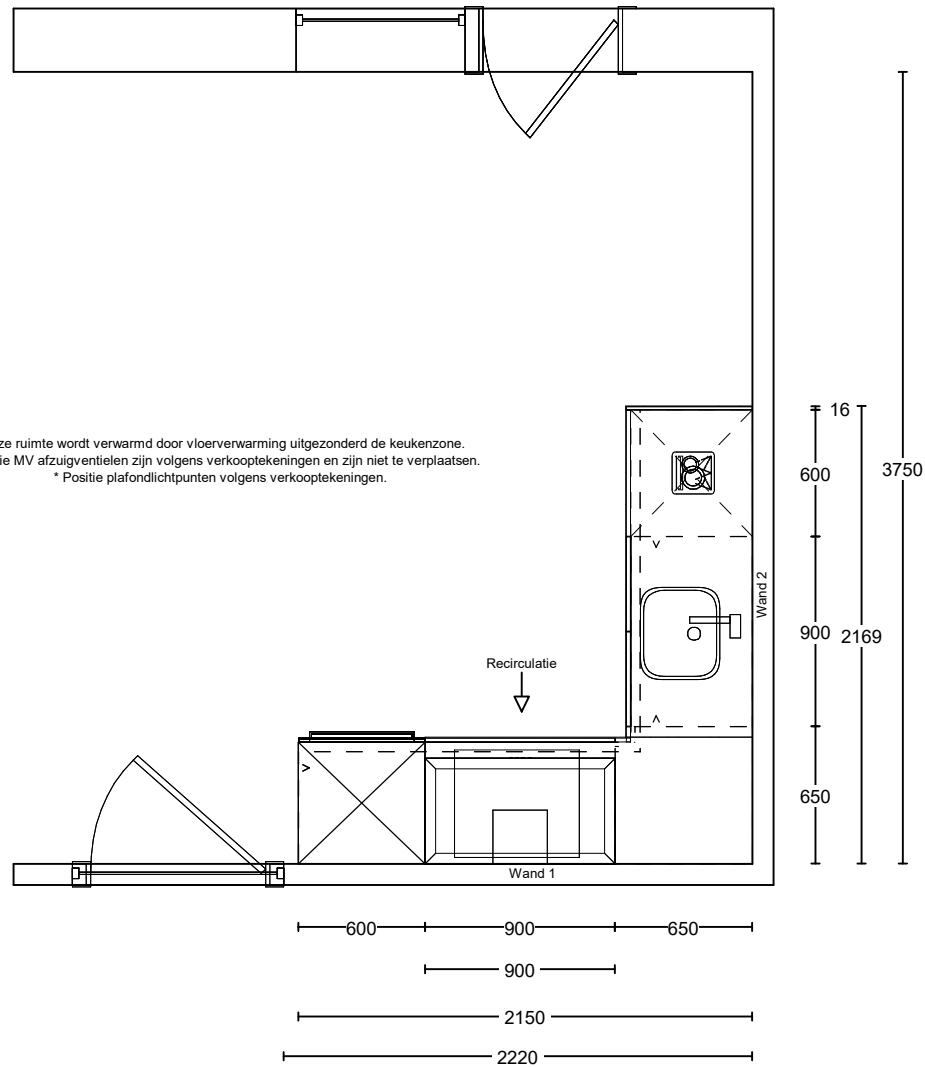 ze ruimte wordt verwarmd door vloerverwarming uitgezonderd de keukenzone.
ie MV afzuigventielen zijn volgens verkooptekeningen en zijn niet te verplaatsen.
* Positie plafondlichtpunten volgens verkooptekeningen.
16
600
3750
Wand 2
900
2169
Recirculatie
650
Wand 1
600
900
650
900
2150
2220